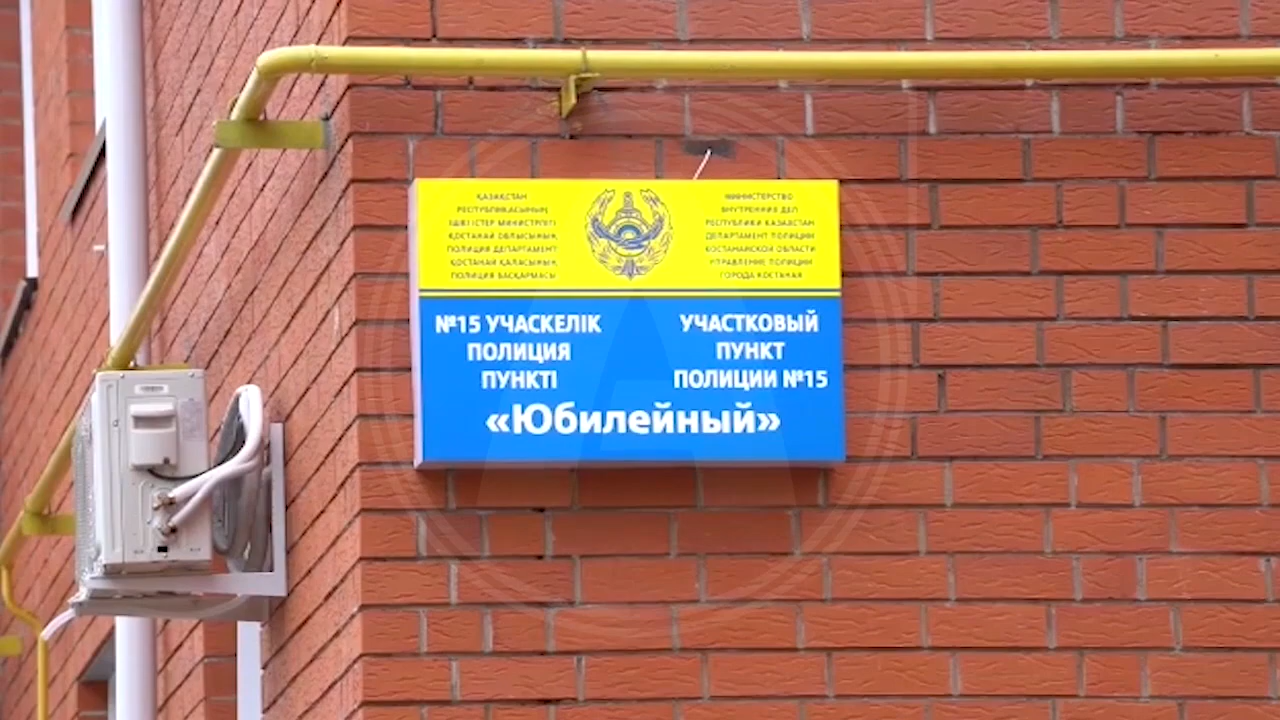 ҚАЗАҚСТАН
РЕСПУБЛИКАСЫНЫҢ
ІШКІ ІСТЕР МИНИСТРЛІГІ
ҚОСТАНАЙ ОБЛЫСЫНЫҢ
ПОЛИЦИЯ ДЕПАРТАМЕНТ
ҚОСТАНАЙ ҚАЛАСЫНЫҢ
ПОЛИЦИЯ БАСҚАРМАСЫ
МИНИСТЕРСТВО
ВНУТРЕННИХ ДЕЛ
РЕСПУБЛИКИ КАЗАХСТАН
ДЕПАРТАМЕНТ ПОЛИЦИИ
КОСТАНАЙСКОЙ ОБЛАСТИ
УПРАВЛЕНИЕ ПОЛИЦИИ
ГОРОДА КОСТАНАЯ
№15 УЧАСКЕЛІК
ПОЛИЦИЯ
ПУНКТІ
УЧАСТКОВЫЙ
ПУНКТ
ПОЛИЦИИ №15
«Юбилейный»